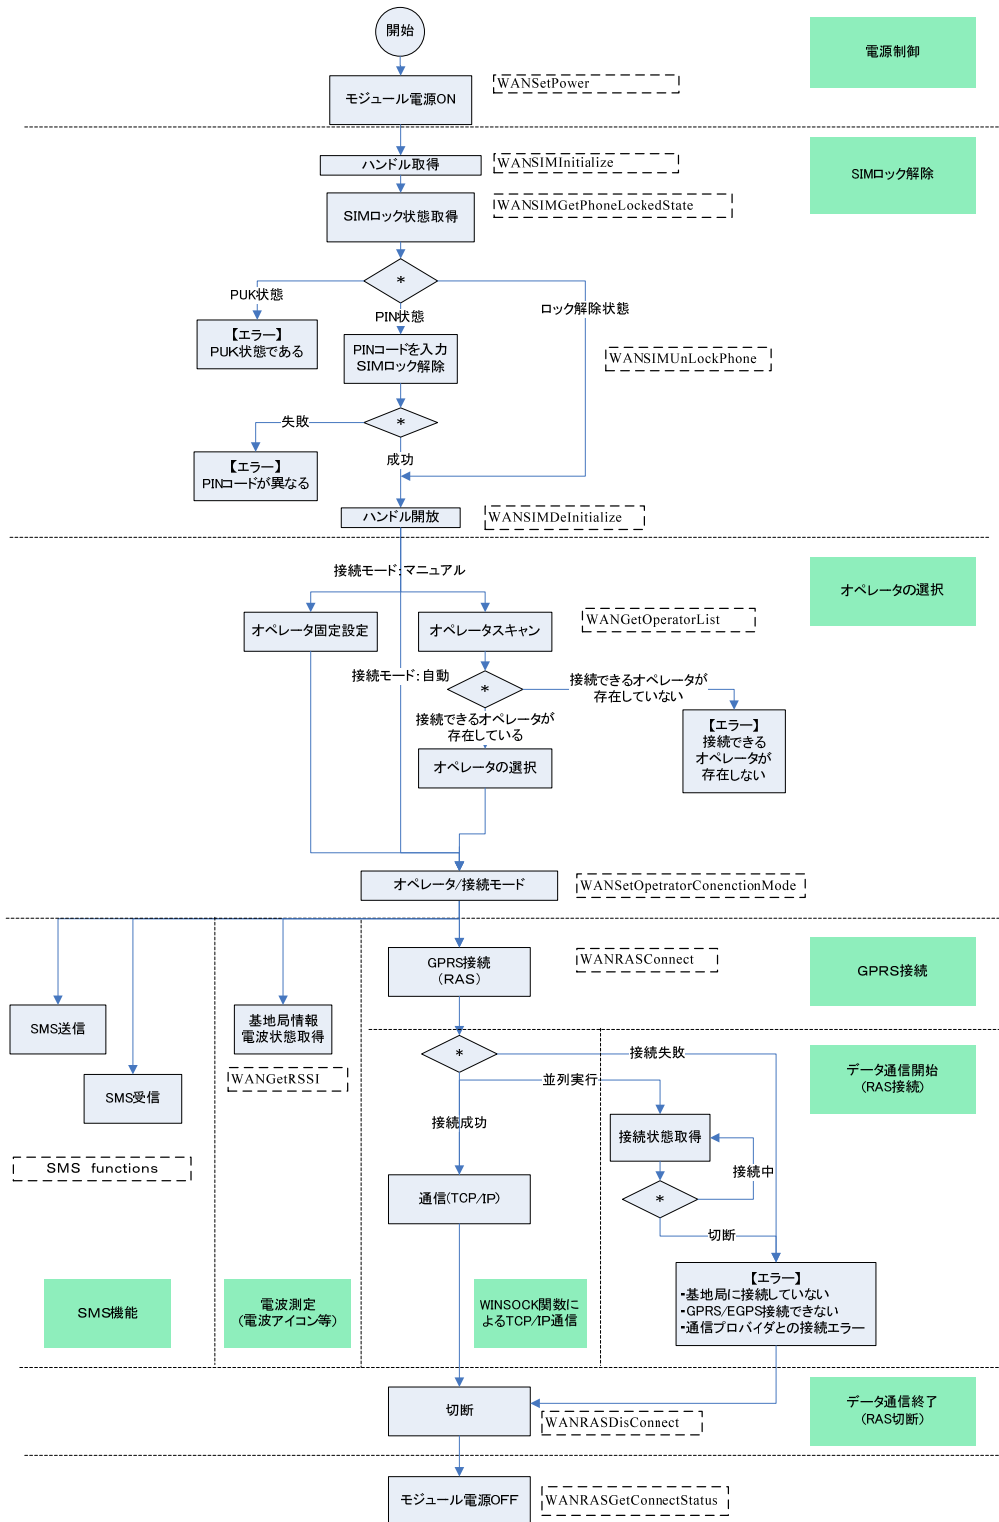 開始
電源制御
モジュール電源ON
WANSetPower
ハンドル取得
WANSIMInitialize
SIMロック解除
SIMロック状態取得
WANSIMGetPhoneLockedState
*
PUK状態
PIN状態
ロック解除状態
【エラー】
PUK状態である
PINコードを入力
SIMロック解除
WANSIMUnLockPhone
*
失敗
成功
【エラー】
PINコードが異なる
ハンドル開放
WANSIMDeInitialize
接続モード:マニュアル
オペレータの選択
オペレータ固定設定
オペレータスキャン
WANGetOperatorList
接続モード:自動
*
接続できるオペレータが
存在していない
接続できるオペレータが
存在している
【エラー】
接続できる
オペレータが
存在しない
オペレータの選択
オペレータ/接続モード
WANSetOpetratorConenctionMode
GPRS接続
(RAS)
WANRASConnect
GPRS接続
SMS送信
基地局情報
電波状態取得
*
接続失敗
データ通信開始
(RAS接続)
WANGetRSSI
並列実行
SMS受信
接続成功
接続状態取得
SMS functions
接続中
通信(TCP/IP)
*
切断
【エラー】
・基地局に接続していない
・GPRS/EGPS接続できない
・通信プロバイダとの接続エラー
SMS機能
電波測定
(電波アイコン等)
WINSOCK関数に
よるTCP/IP通信
切断
WANRASDisConnect
データ通信終了
(RAS切断)
モジュール電源OFF
WANRASGetConnectStatus